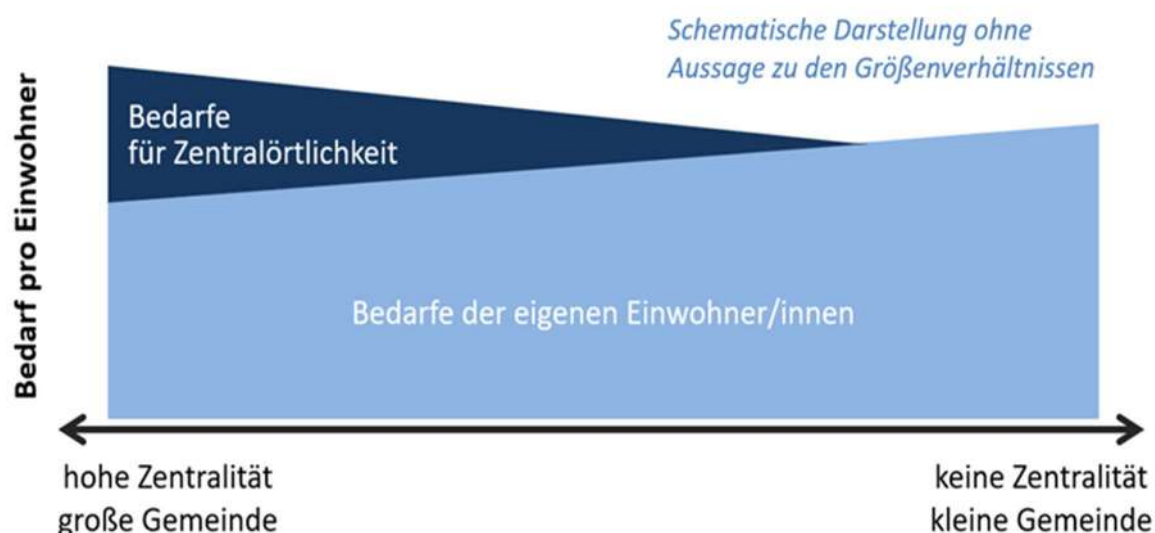 Schematische Darstellung ohne
Aussage zu den Größenverhältnissen
Bedarf pro Einwohner
Bedarfe
für Zentralörtlichkeit
Bedarfe der eigenen Einwohner/innen
hohe Zentralität
große Gemeinde
keine Zentralität
kleine Gemeinde